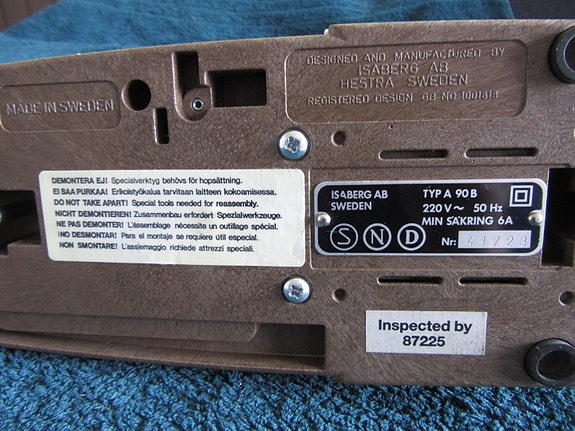 MADE IN SWEDEN
DESIGNED AND MANUFACTURED BY
ISABERG AB
HESTRA SWEDEN
REGISTERED DESIGN GB NO 1001818
DEMONTERA EJ! Specialverktyg behövs för hopsättning.
EI SAA PURKAA! Erikoistyökalua tarvitaan laitteen kokoamisessa.
DO NOT TAKE APART! Special tools needed for reasembly.
NICHT DEMONTIEREN! Zusammenbau erfordert Spezialwerkzeuge.
NE PAS DEMONTER! L'assemblage nécessite un outillage spécial.
¡NO DESMONTAR! Para el montaje se requiere útil especial.
NON SMONTARE! L'assiemaggio richiede attrezzi speciali.
ISABERG AB
SWEDEN
S N D
TYP A 90 B
220 V ~ 50 Hz
MIN SÄKRING 6A
Nr:
Inspected by
87225